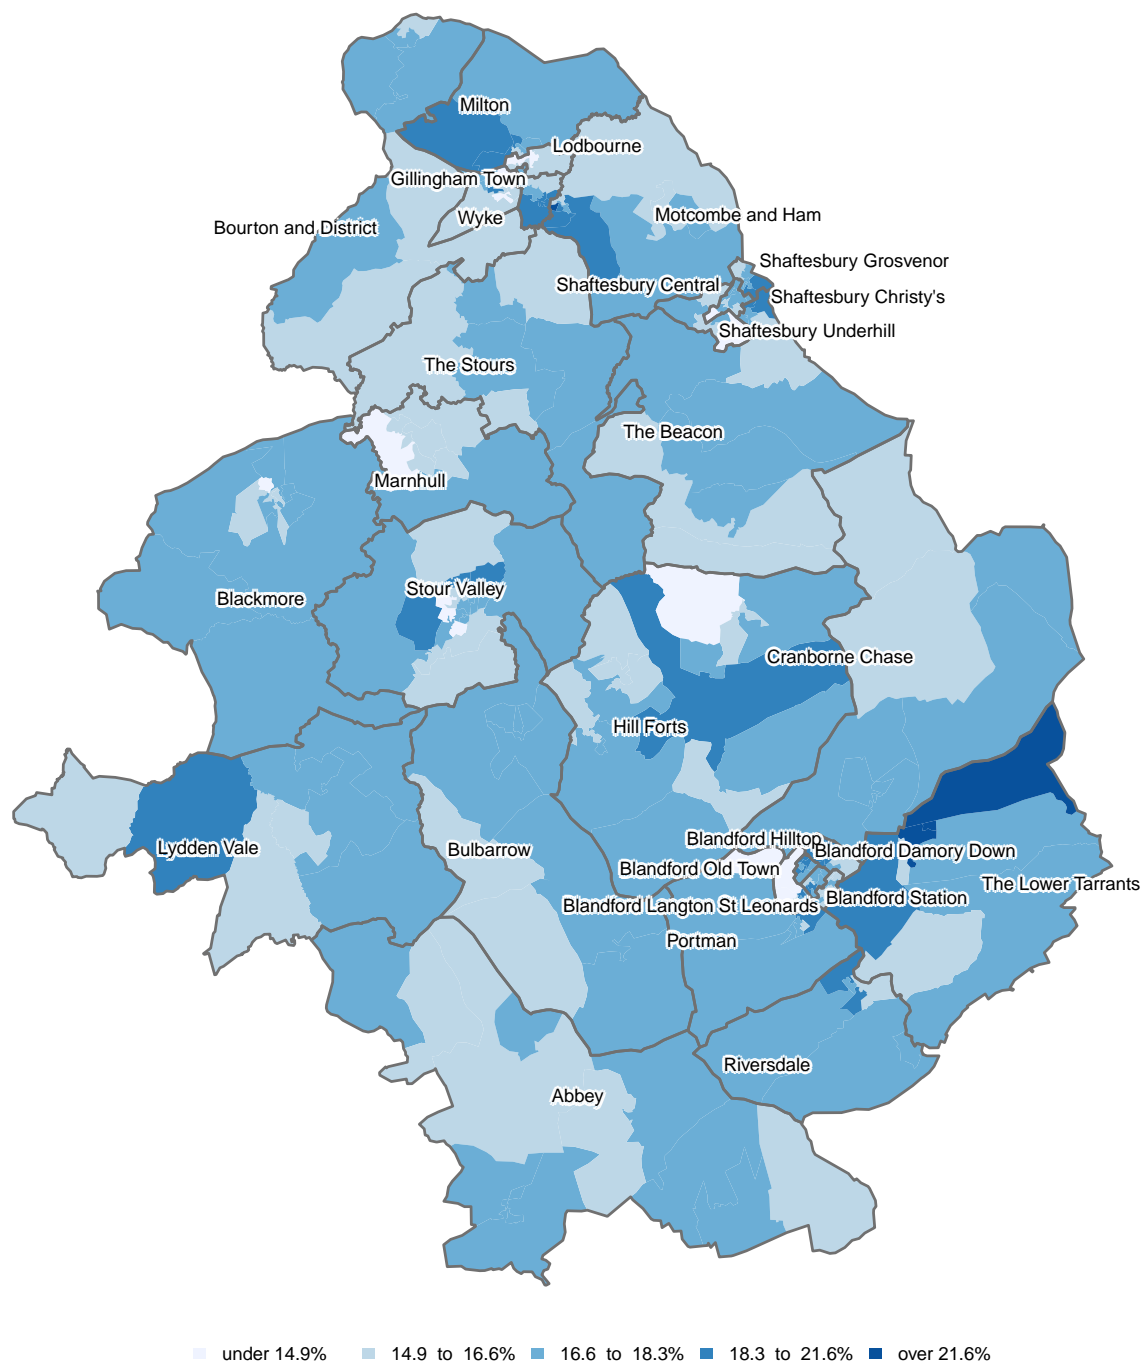 Milton
Lodbourne
Gillingham Town
Bourton and District
Wyke
Motcombe and Ham
Shaftesbury Grosvenor
Shaftesbury Central
Shaftesbury Christy's
Shaftesbury Underhill
The Stours
The Beacon
Marnhull
Stour Valley
Blackmore
Cranborne Chase
Hill Forts
Blandford Hilltop
Lydden Vale
Bulbarrow
Blandford Damory Down
Blandford Old Town
The Lower Tarrants
Blandford Station
Blandford Langton St Leonards
Portman
Riversdale
Abbey
under 14.9% 14.9 to 16.6% 16.6 to 18.3% 18.3 to 21.6% over 21.6%